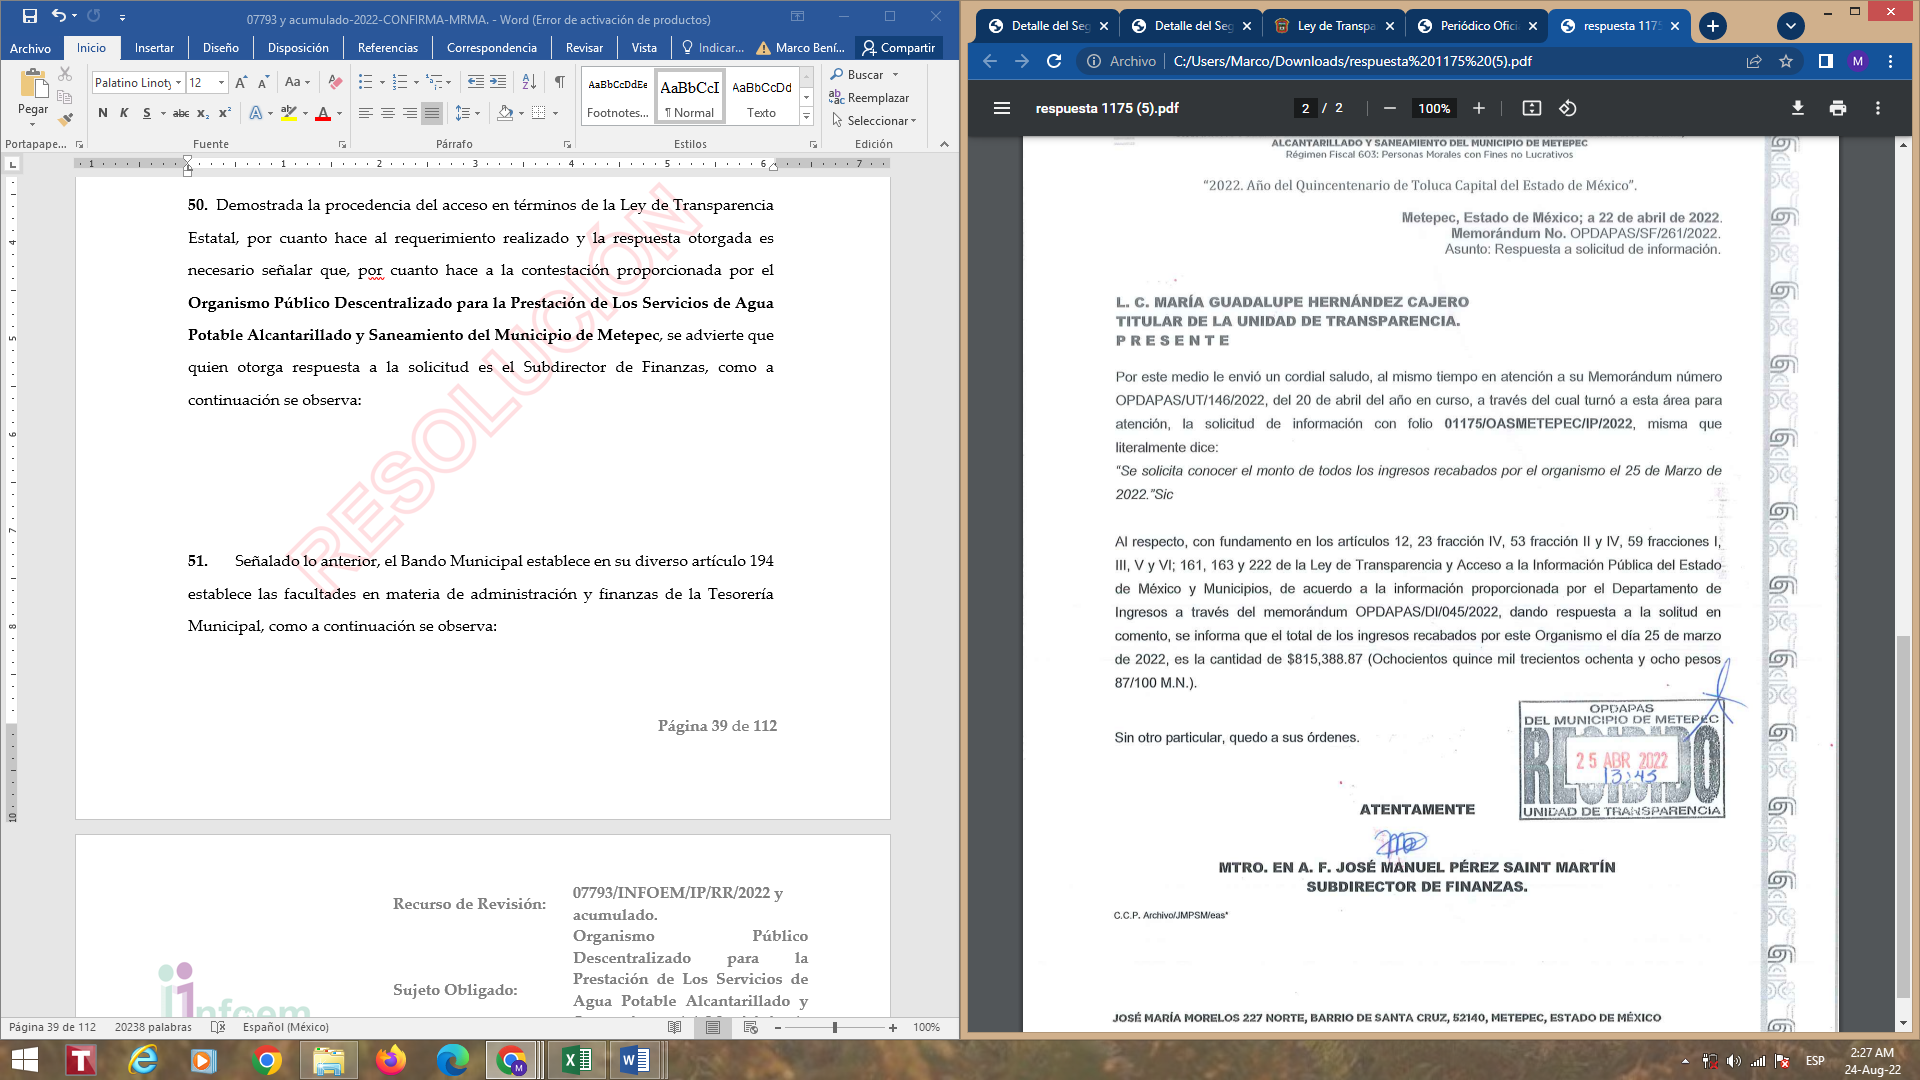 07793 y acumulado-2022-CONFIRMA-MRMA. - Word (Error de activación de productos)
Archivo
Inicio
Insertar
Diseño
Disposición
Referencias
Correspondencia
Revisar
Vista
Indicar...
Marco Bení...
Compartir
Pegar
Palatino Linoty
12
Aa
N K S abc x₂ x²
AaBbCcDdEe
AaBbCcI
AaBbCcDd
Footnotes...
¶ Normal
Texto
Buscar
Reemplazar
Seleccionar
Portapape...
Fuente
Párrafo
Estilos
Edición
50. Demostrada la procedencia del acceso en términos de la Ley de Transparencia
Estatal, por cuanto hace al requerimiento realizado y la respuesta otorgada es
necesario señalar que, por cuanto hace a la contestación proporcionada por el
Organismo Público Descentralizado para la Prestación de Los Servicios de Agua
Potable Alcantarillado y Saneamiento del Municipio de Metepec, se advierte que
quien otorga respuesta a la solicitud es el Subdirector de Finanzas, como a
continuación se observa:
RESOLUCIÓN
51. Señalado lo anterior, el Bando Municipal establece en su diverso artículo 194
establece las facultades en materia de administración y finanzas de la Tesorería
Municipal, como a continuación se observa:
Página 39 de 112
Recurso de Revisión:
07793/INFOEM/IP/RR/2022 y
acumulado.
Sujeto Obligado:
Organismo Público
Descentralizado para la
Prestación de Los Servicios de
Agua Potable Alcantarillado y
infoem
Página 39 de 112
20238 palabras
Español (México)
100%
Detalle del Seg
Detalle del Seg
Ley de Transpa
Periódico Ofici
respuesta 1175
Archivo
C:/Users/Marco/Downloads/respuesta%201175%20(5).pdf
M
respuesta 1175 (5).pdf
2 / 2
100%
ALCANTARILLADO Y SANEAMIENTO DEL MUNICIPIO DE METEPEC
Régimen Fiscal 603: Personas Morales con Fines no Lucrativos
“2022. Año del Quincentenario de Toluca Capital del Estado de México”.
Metepec, Estado de México; a 22 de abril de 2022.
Memorándum No. OPDAPAS/SF/261/2022.
Asunto: Respuesta a solicitud de información.
L. C. MARÍA GUADALUPE HERNÁNDEZ CAJERO
TITULAR DE LA UNIDAD DE TRANSPARENCIA.
P R E S E N T E
Por este medio le envió un cordial saludo, al mismo tiempo en atención a su Memorándum número
OPDAPAS/UT/146/2022, del 20 de abril del año en curso, a través del cual turnó a esta área para
atención, la solicitud de información con folio 01175/OASMETEPEC/IP/2022, misma que
literalmente dice:
“Se solicita conocer el monto de todos los ingresos recabados por el organismo el 25 de Marzo de
2022.”Sic
Al respecto, con fundamento en los artículos 12, 23 fracción IV, 53 fracción II y IV, 59 fracciones I,
III, V y VI; 161, 163 y 222 de la Ley de Transparencia y Acceso a la Información Pública del Estado
de México y Municipios, de acuerdo a la información proporcionada por el Departamento de
Ingresos a través del memorándum OPDAPAS/DI/045/2022, dando respuesta a la solitud en
comento, se informa que el total de los ingresos recabados por este Organismo el día 25 de marzo
de 2022, es la cantidad de $815,388.87 (Ochocientos quince mil trecientos ochenta y ocho pesos
87/100 M.N.).
Sin otro particular, quedo a sus órdenes.
OPDAPAS
DEL MUNICIPIO DE METEPEC
RECIBIDO
25 ABR 2022
13:45
UNIDAD DE TRANSPARENCIA
ATENTAMENTE
MTRO. EN A. F. JOSÉ MANUEL PÉREZ SAINT MARTÍN
SUBDIRECTOR DE FINANZAS.
C.C.P. Archivo/JMPSM/eas*
JOSÉ MARÍA MORELOS 227 NORTE, BARRIO DE SANTA CRUZ, 52140, METEPEC, ESTADO DE MÉXICO
ESP
2:27 AM
24-Aug-22